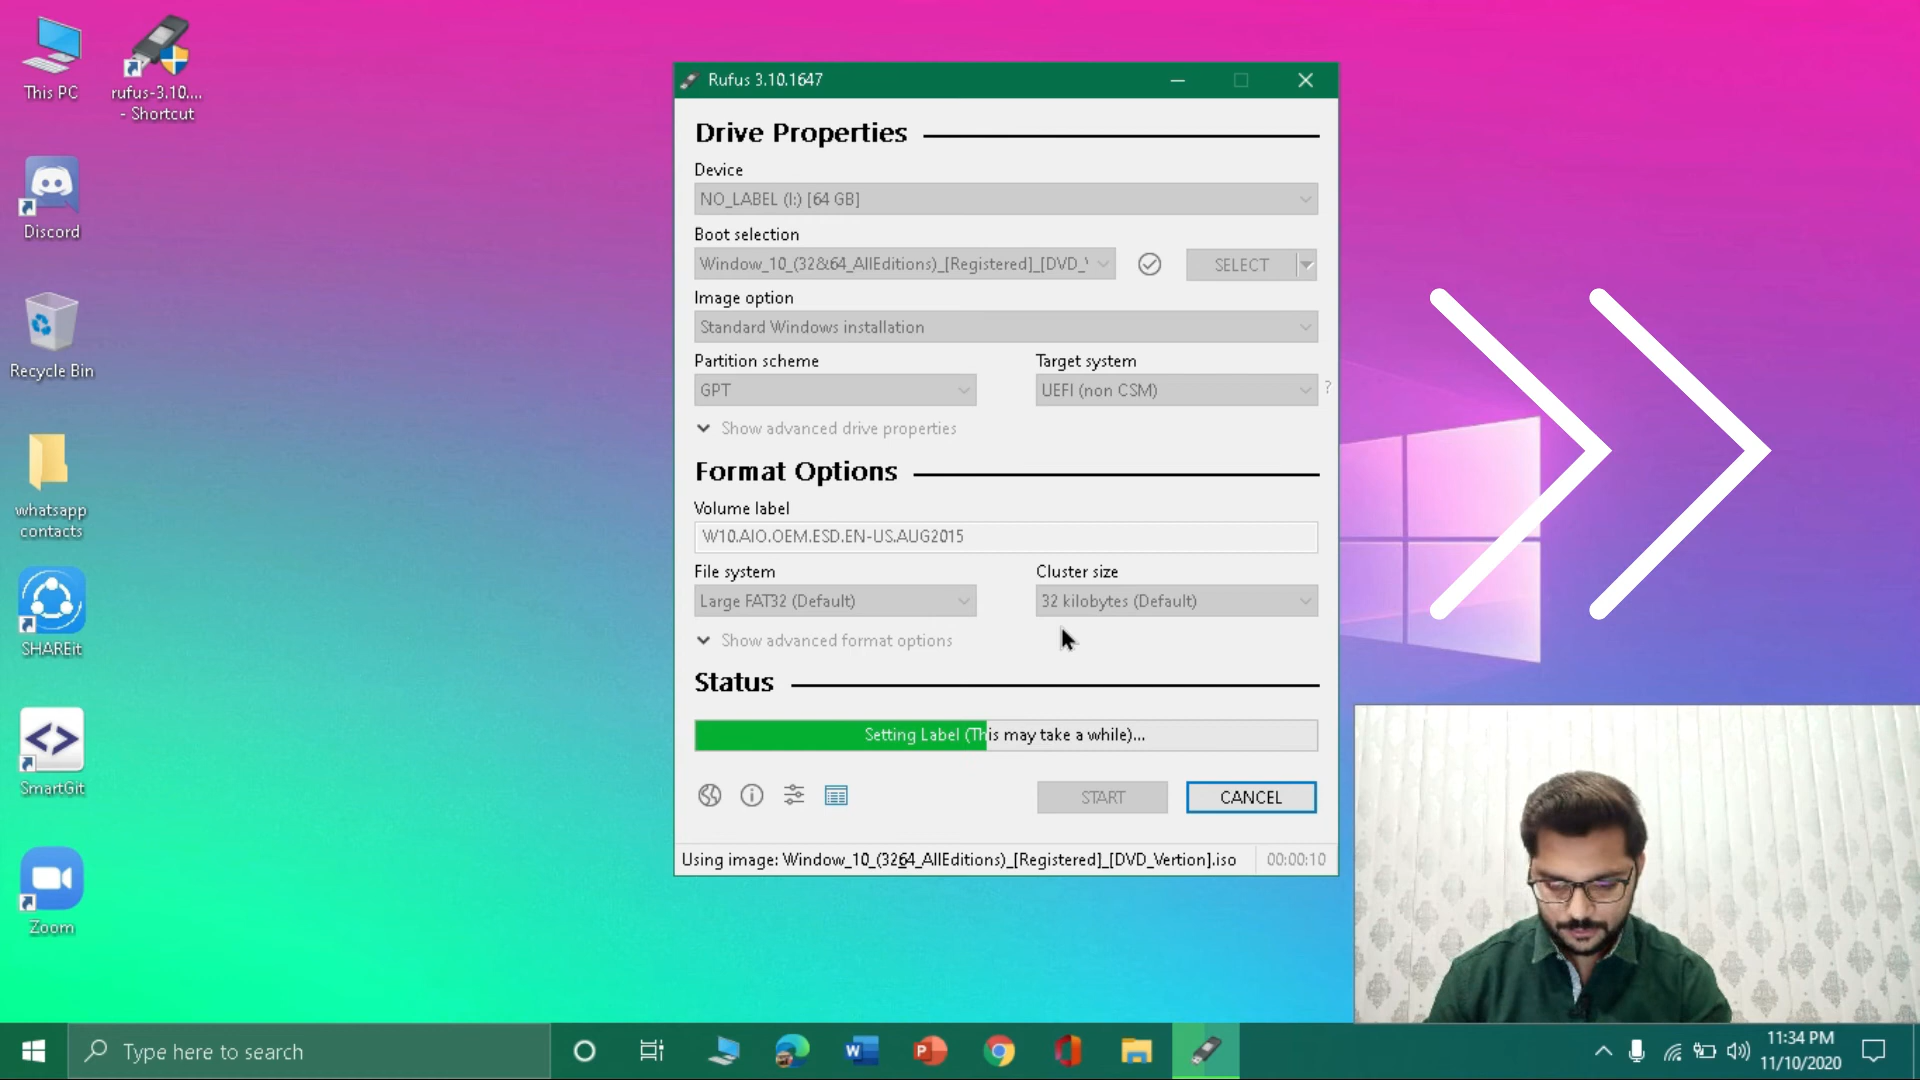 This PC
rufus-3.10....
- Shortcut
Discord
Recycle Bin
whatsapp
contacts
SHAREit
SmartGit
Zoom
Rufus 3.10.1647
Drive Properties
Device
NO_LABEL (I:) [64 GB]
Boot selection
Window_10_(32&64_AllEditions)_[Registered]_[DVD_
SELECT
Image option
Standard Windows installation
Partition scheme
Target system
GPT
UEFI (non CSM)
?
Show advanced drive properties
Format Options
Volume label
W10.AIO.OEM.ESD.EN-US.AUG2015
File system
Cluster size
Large FAT32 (Default)
32 kilobytes (Default)
Show advanced format options
Status
Setting Label (This may take a while)...
START
CANCEL
Using image: Window_10_(3264_AllEditions)_[Registered]_[DVD_Vertion].iso
00:00:10
Type here to search
11:34 PM
11/10/2020